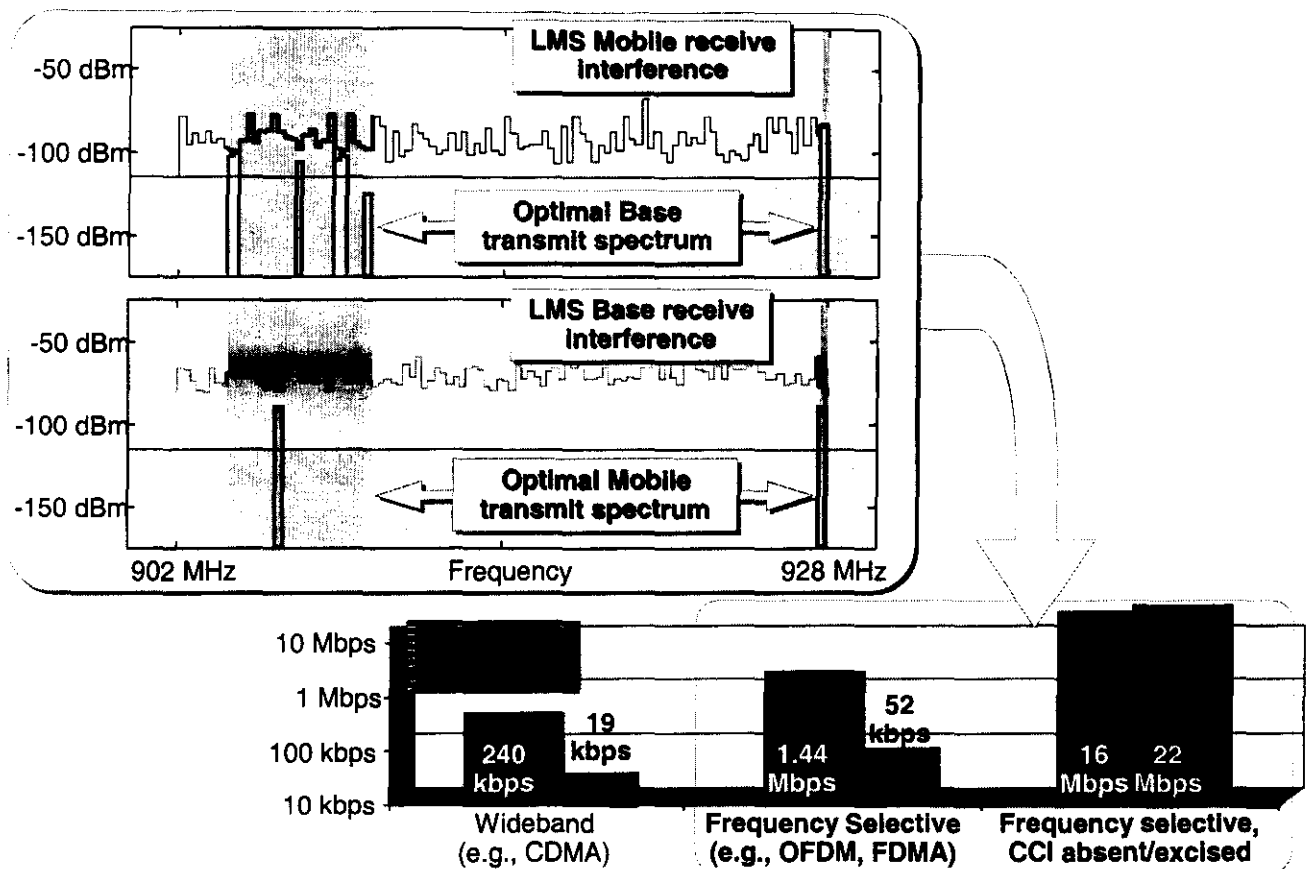 LMS Mobile receive
interference
-50 dBm
-100 dBm
-150 dBm
Optimal Base
transmit spectrum
LMS Base receive
interference
-50 dBm
-100 dBm
-150 dBm
Optimal Mobile
transmit spectrum
902 MHz
Frequency
928 MHz
10 Mbps
1 Mbps
100 kbps
10 kbps
240
kbps
19
kbps
1.44
Mbps
52
kbps
16
Mbps
22
Mbps
Wideband
(e.g., CDMA)
Frequency Selective
(e.g., OFDM, FDMA)
Frequency selective,
CCI absent/excised